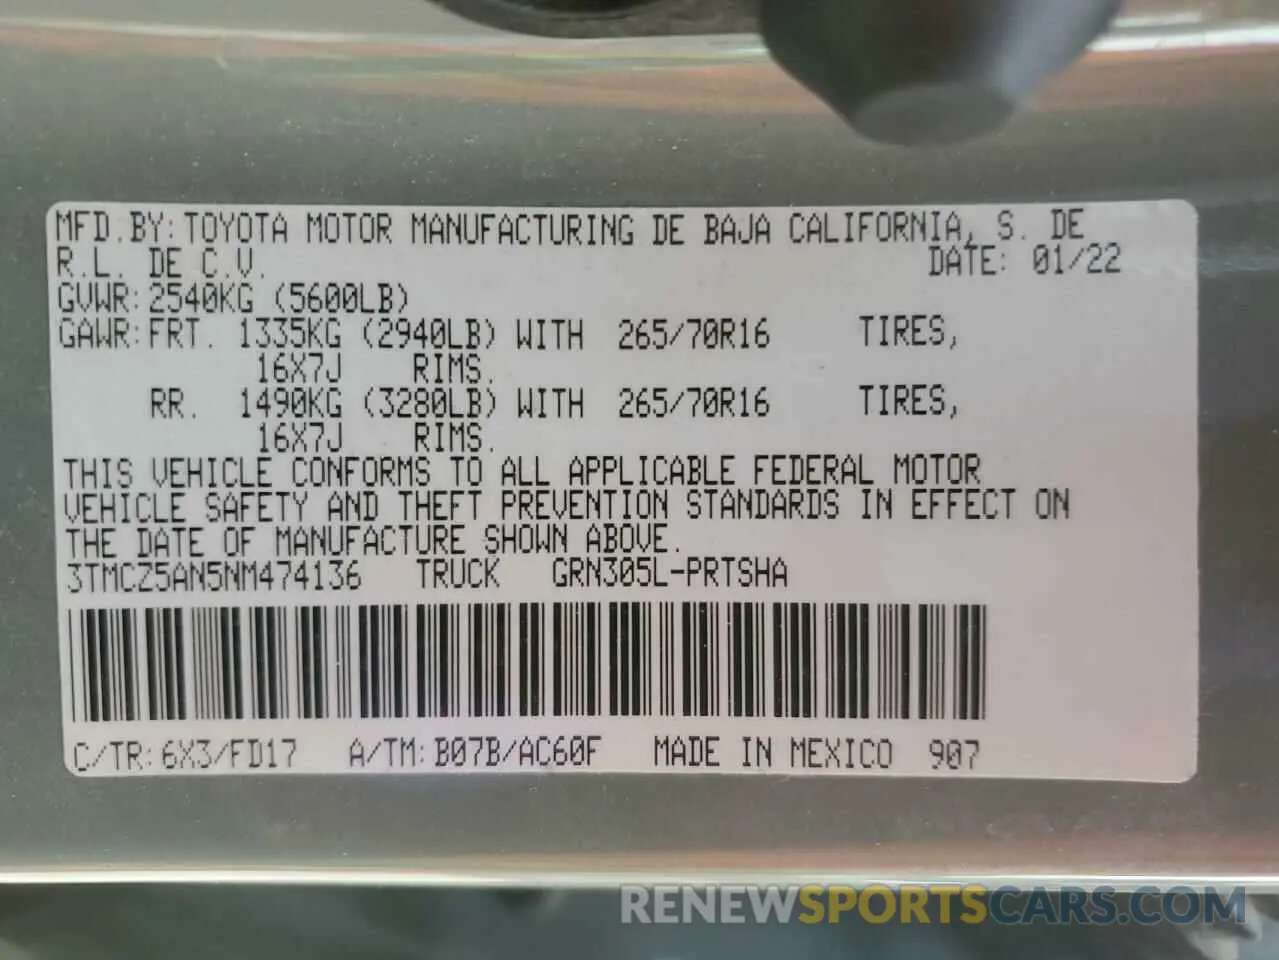 MFD.BY:TOYOTA MOTOR MANUFACTURING DE BAJA CALIFORNIA, S. DE
R.L. DE C.V. DATE: 01/22
GVWR:2540KG (5600LB)
GAWR:FRT. 1335KG (2940LB) WITH 265/70R16 TIRES,
16X7J RIMS.
RR. 1490KG (3280LB) WITH 265/70R16 TIRES,
16X7J RIMS.
THIS VEHICLE CONFORMS TO ALL APPLICABLE FEDERAL MOTOR
VEHICLE SAFETY AND THEFT PREVENTION STANDARDS IN EFFECT ON
THE DATE OF MANUFACTURE SHOWN ABOVE.
3TMCZ5AN5NM474136 TRUCK GRN305L-PRTSHA
C/TR:6X3/FD17 A/TM:B07B/AC60F MADE IN MEXICO 907
RENEWSPORTSCARS.COM